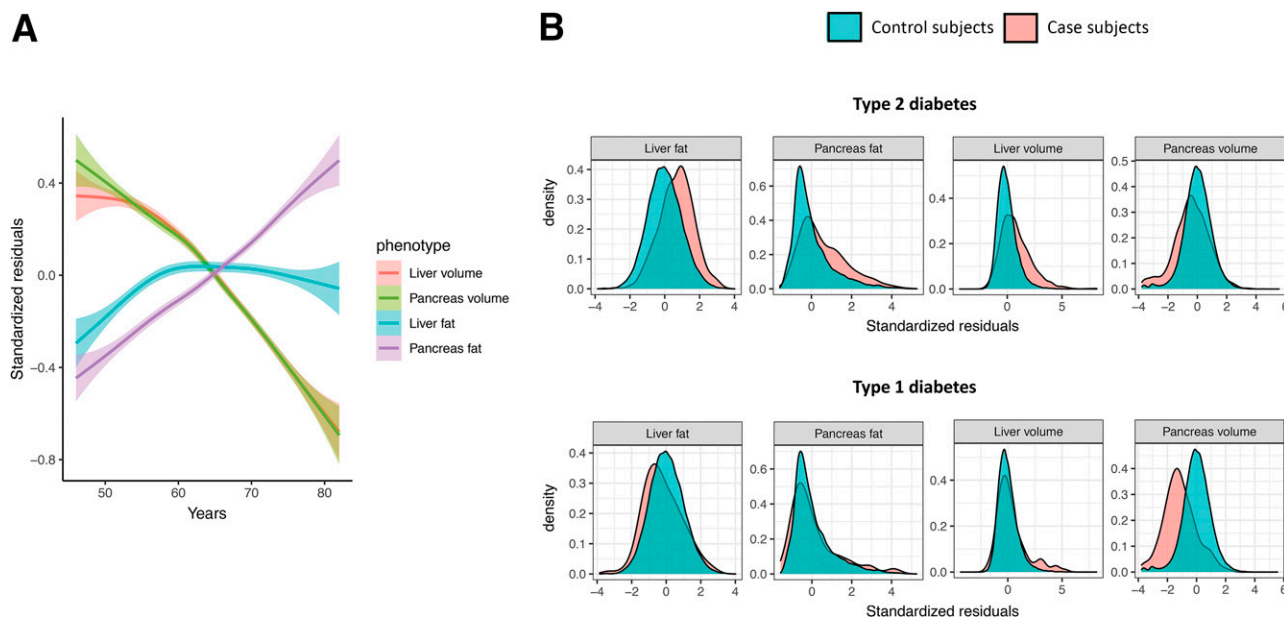 A
Standardized residuals
0.4
0.0
−0.4
−0.8
50 60 70 80
Years
phenotype
Liver volume
Pancreas volume
Liver fat
Pancreas fat
B
Control subjects Case subjects
Type 2 diabetes
Liver fat Pancreas fat Liver volume Pancreas volume
density
0.4
0.3
0.2
0.1
0.0
−4 −2 0 2 4
0.6
0.4
0.2
0.0
0 2 4
0.4
0.2
0.0
0 5
0.5
0.4
0.3
0.2
0.1
0.0
−4 −2 0 2 4 6
Standardized residuals
Type 1 diabetes
Liver fat Pancreas fat Liver volume Pancreas volume
density
0.4
0.3
0.2
0.1
0.0
−4 −2 0 2 4
0.6
0.4
0.2
0.0
0 2 4
0.4
0.2
0.0
0 5
0.5
0.4
0.3
0.2
0.1
0.0
−4 −2 0 2 4 6
Standardized residuals